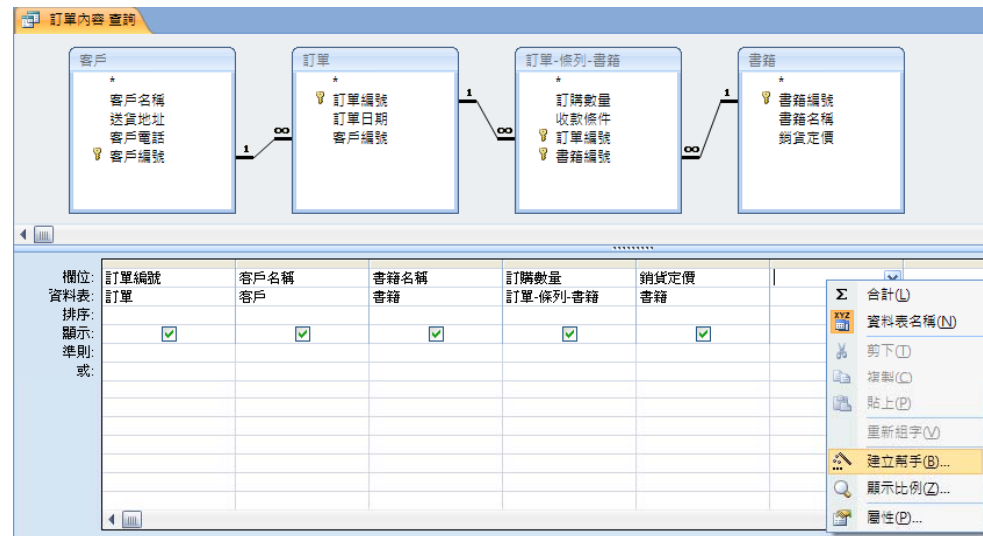 訂單內容 查詢
客戶
*
客戶名稱
送貨地址
客戶電話
客戶編號
訂單
*
訂單編號
訂單日期
客戶編號
訂單-條列-書籍
*
訂購數量
收款條件
訂單編號
書籍編號
書籍
*
書籍編號
書籍名稱
銷貨定價
1 ∞
1 ∞
∞ 1
欄位: 訂單編號 客戶名稱 書籍名稱 訂購數量 銷貨定價
資料表: 訂單 客戶 書籍 訂單-條列-書籍 書籍
排序:
顯示:
準則:
或:
Σ 合計(L)
XYZ 資料表名稱(N)
剪下(T)
複製(C)
貼上(P)
重新組字(V)
建立幫手(B)...
顯示比例(Z)...
屬性(P)...